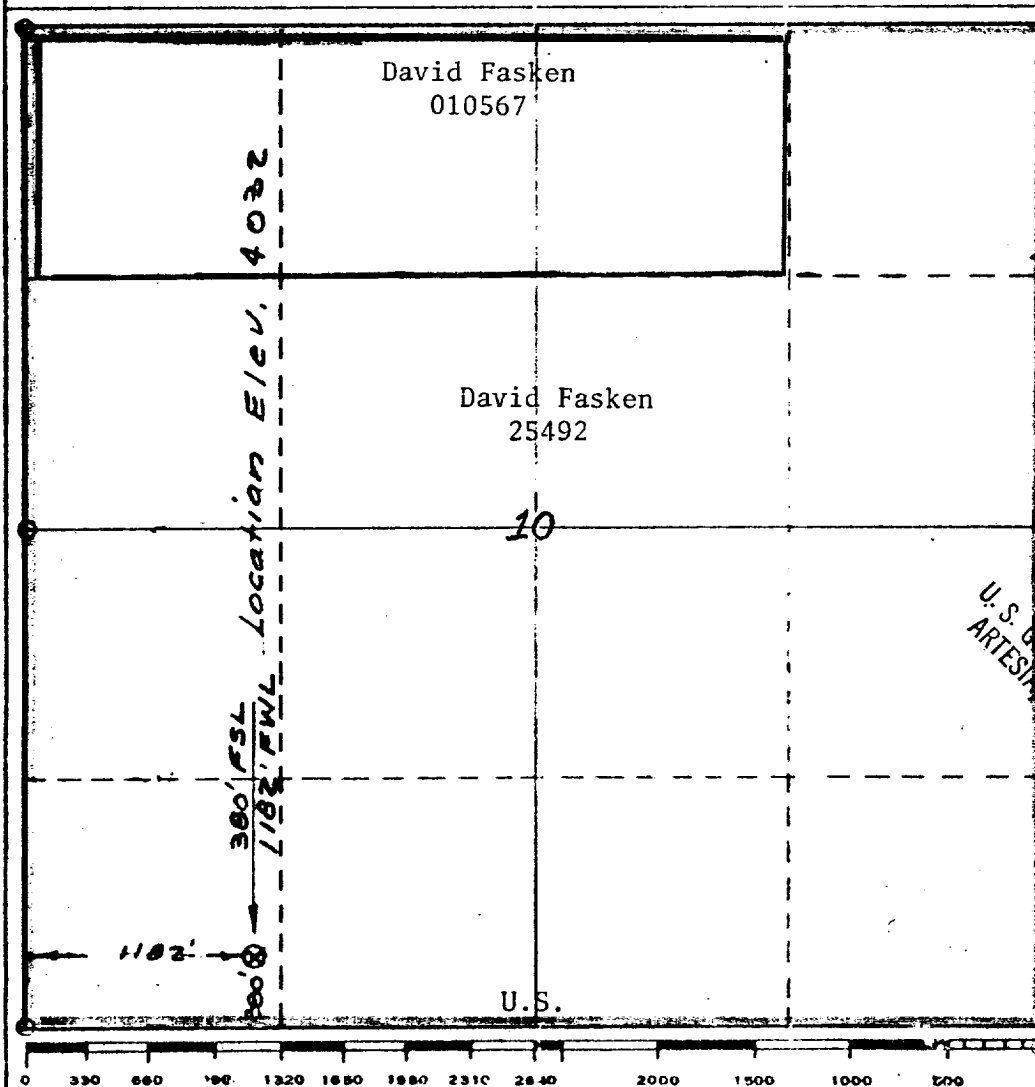 David Fasken
010567
Location Elev. 4032
David Fasken
25492
10
U. S. G
ARTESIA
380' FSL
1182' FWL
1182'
380'
U.S.
0 330 660 990 1320 1650 1980 2310 2640 2000 1500 1000 500